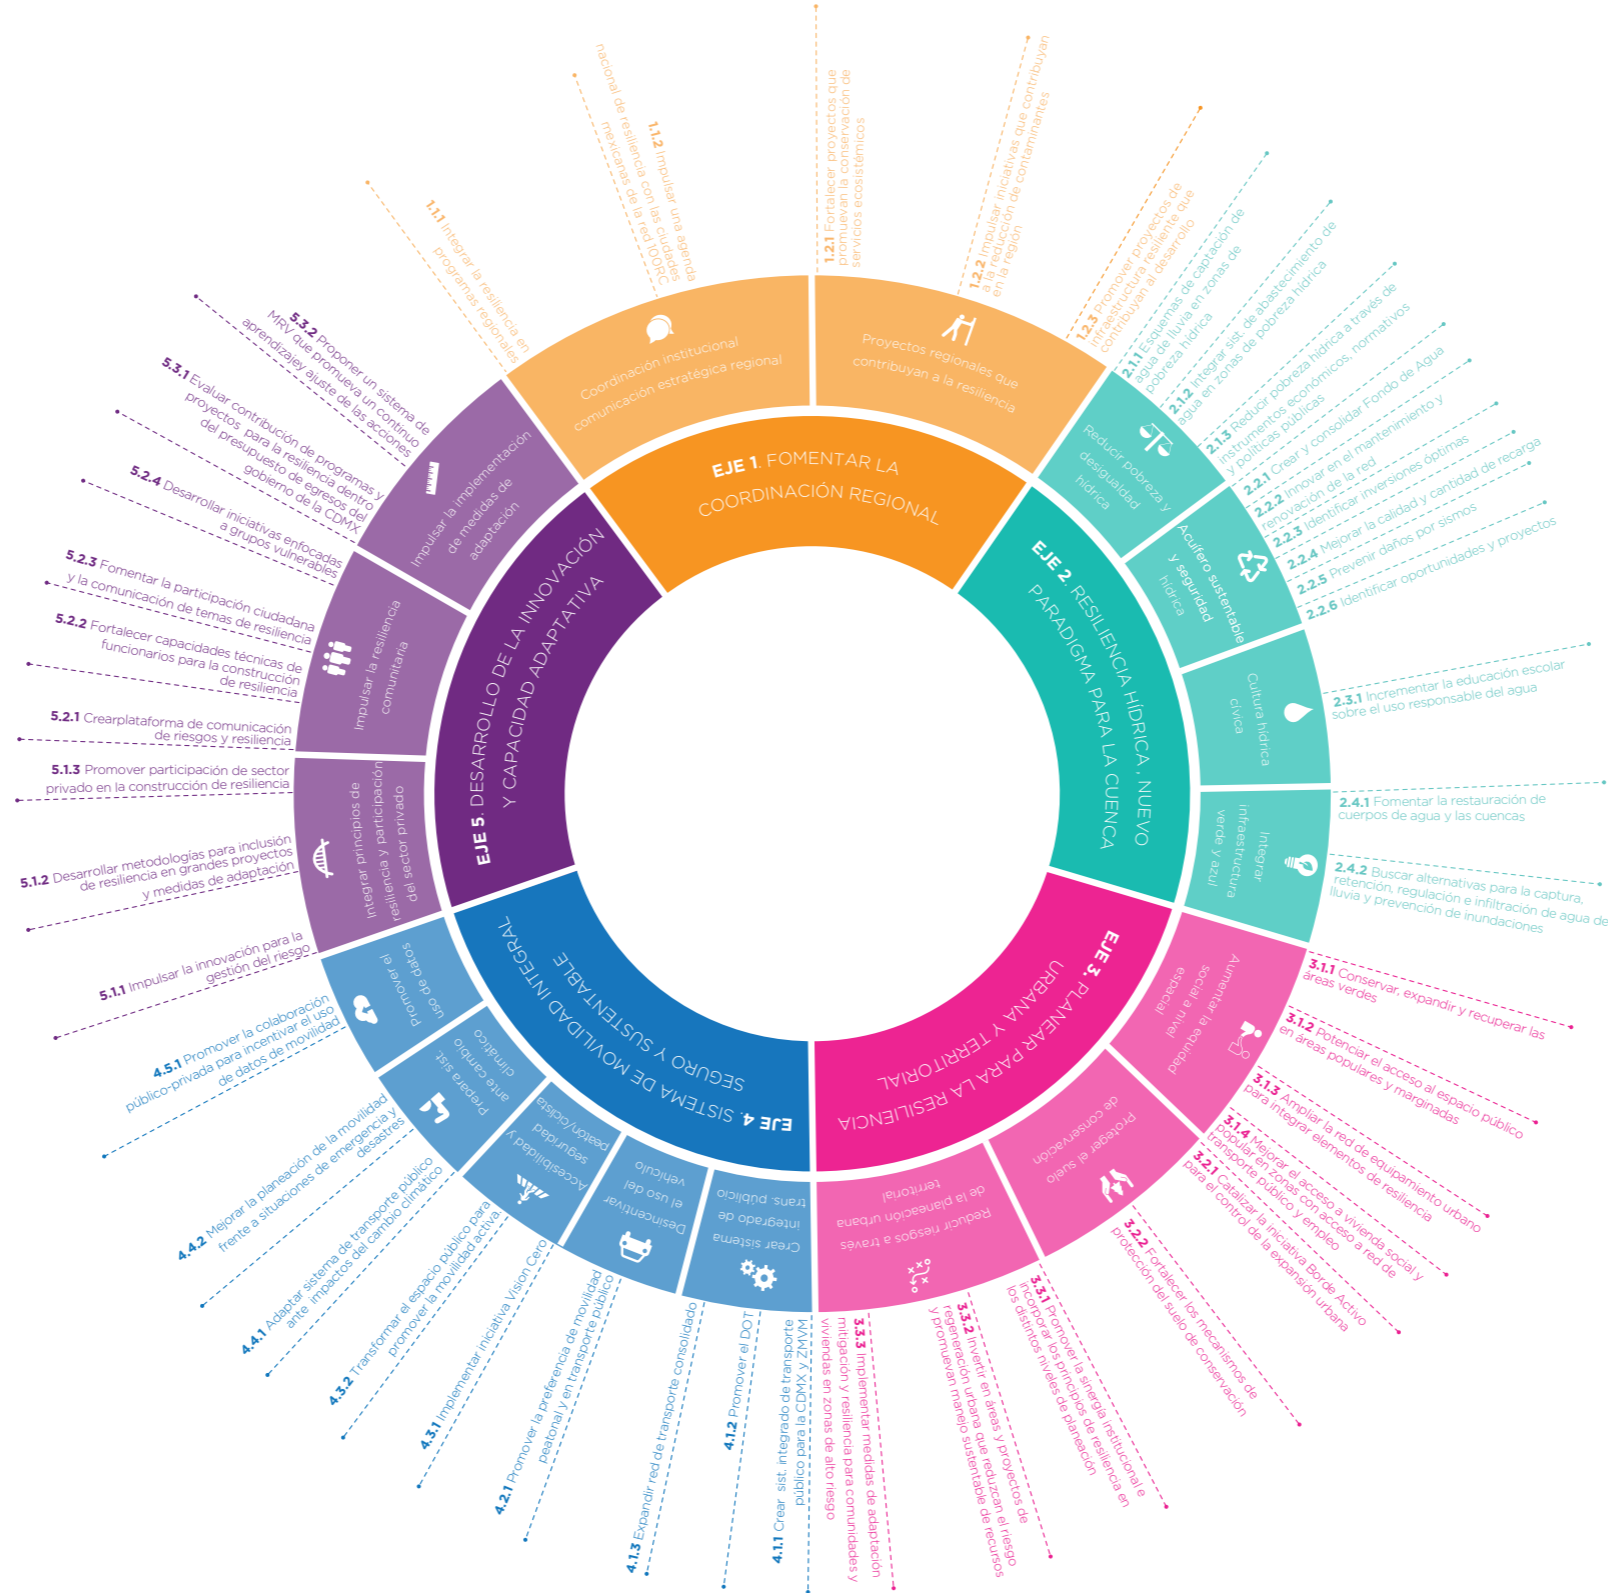 EJE 1. FOMENTAR LA
COORDINACIÓN REGIONAL
Coordinación institucional
comunicación estratégica regional
1.1.1 Integrar la resiliencia en
programas regionales
1.1.2 Impulsar una agenda
nacional de resiliencia con las ciudades
mexicanas de la red 100RC
Proyectos regionales que
contribuyan a la resiliencia
1.2.1 Fortalecer proyectos que
promuevan la conservación de
servicios ecosistémicos
1.2.2 Impulsar iniciativas que contribuyan
a la reducción de contaminantes
en la región
1.2.3 Promover proyectos de
infraestructura resiliente que
contribuyan al desarrollo
EJE 2. RESILIENCIA HÍDRICA , NUEVO
PARADIGMA PARA LA CUENCA
Reducir pobreza y
desigualdad
hídrica
2.1.1 Esquemas de captación de
agua de lluvia en zonas de
pobreza hídrica
2.1.2 Integrar sist. de abastecimiento de
agua en zonas de pobreza hídrica
2.1.3 Reducir pobreza hídrica a través de
instrumentos económicos, normativos
y políticas públicas
Acuífero sustentable
y seguridad
hídrica
2.2.1 Crear y consolidar Fondo de Agua
2.2.2 Innovar en el mantenimiento y
renovación de la red
2.2.3 Identificar inversiones óptimas
2.2.4 Mejorar la calidad y cantidad de recarga
2.2.5 Prevenir daños por sismos
2.2.6 Identificar oportunidades y proyectos
Cultura hídrica
cívica
2.3.1 Incrementar la educación escolar
sobre el uso responsable del agua
Integrar
infraestructura
verde y azul
2.4.1 Fomentar la restauración de
cuerpos de agua y las cuencas
2.4.2 Buscar alternativas para la captura,
retención, regulación e infiltración de agua de
lluvia y prevención de inundaciones
EJE 3. PLANEAR PARA LA RESILIENCIA
URBANA Y TERRITORIAL
Aumentar la equidad
social a nivel
espacial
3.1.1 Conservar, expandir y recuperar las
áreas verdes
3.1.2 Potenciar el acceso al espacio público
en áreas populares y marginadas
3.1.3 Ampliar la red de equipamiento urbano
para integrar elementos de resiliencia
3.1.4 Mejorar el acceso a vivienda social y
popular en zonas con acceso a red de
transporte público y empleo
Proteger el suelo
de conservación
3.2.1 Catalizar la iniciativa Borde Activo
para el control de la expansión urbana
3.2.2 Fortalecer los mecanismos de
protección del suelo de conservación
Reducir riesgos a través
de la planeación urbana
territorial
3.3.1 Promover la sinergía institucional e
incorporar los principios de resiliencia en
los distintos niveles de planeación
3.3.2 Invertir en áreas y proyectos de
regeneración urbana que reduzcan el riesgo
y promuevan manejo sustentable de recursos
3.3.3 Implementar medidas de adaptación
mitigación y resiliencia para comunidades y
viviendas en zonas de alto riesgo
EJE 4. SISTEMA DE MOVILIDAD INTEGRAL
SEGURO Y SUSTENTABLE
Crear sistema
integrado de
trans. públicio
4.1.1 Crear sist. integrado de transporte
público para la CDMX y ZMVM
4.1.2 Promover el DOT
4.1.3 Expandir red de transporte consolidado
Desincentivar
el uso del
vehículo
4.2.1 Promover la preferencia de movilidad
peatonal y en transporte público
Accesibilidad y
seguridad
peatón/ciclista
4.3.1 Implementar iniciativa Vision Cero
4.3.2 Transformar el espacio público para
promover la movilidad activa.
Prepara sist.
ante cambio
climático
4.4.1 Adaptar sistema de transporte público
ante impactos del cambio climático
4.4.2 Mejorar la planeación de la movilidad
frente a situaciones de emergencia y
desastres
Promover el
uso de datos
4.5.1 Promover la colaboración
público-privada para incentivar el uso
de datos de movilidad
EJE 5. DESARROLLO DE LA INNOVACIÓN
Y CAPACIDAD ADAPTATIVA
Integrar principios de
resiliencia y participación
del sector privado
5.1.1 Impulsar la innovación para la
gestión del riesgo
5.1.2 Desarrollar metodologías para inclusión
de resiliencia en grandes proyectos
y medidas de adaptación
5.1.3 Promover participación de sector
privado en la construcción de resiliencia
Impulsar la resiliencia
comunitaria
5.2.1 Crearplataforma de comunicación
de riesgos y resiliencia
5.2.2 Fortalecer capacidades técnicas de
funcionarios para la construcción
de resiliencia
5.2.3 Fomentar la participación ciudadana
y la comunicación de temas de resiliencia
5.2.4 Desarrollar iniciativas enfocadas
a grupos vulnerables
Impulsar la implementación
de medidas de
adaptación
5.3.1 Evaluar contribución de programas y
proyectos para la resiliencia dentro
del presupuesto de egresos del
gobierno de la CDMX
5.3.2 Proponer un sistema de
MRV que promueva un continuo
aprendizajey ajuste de las acciones